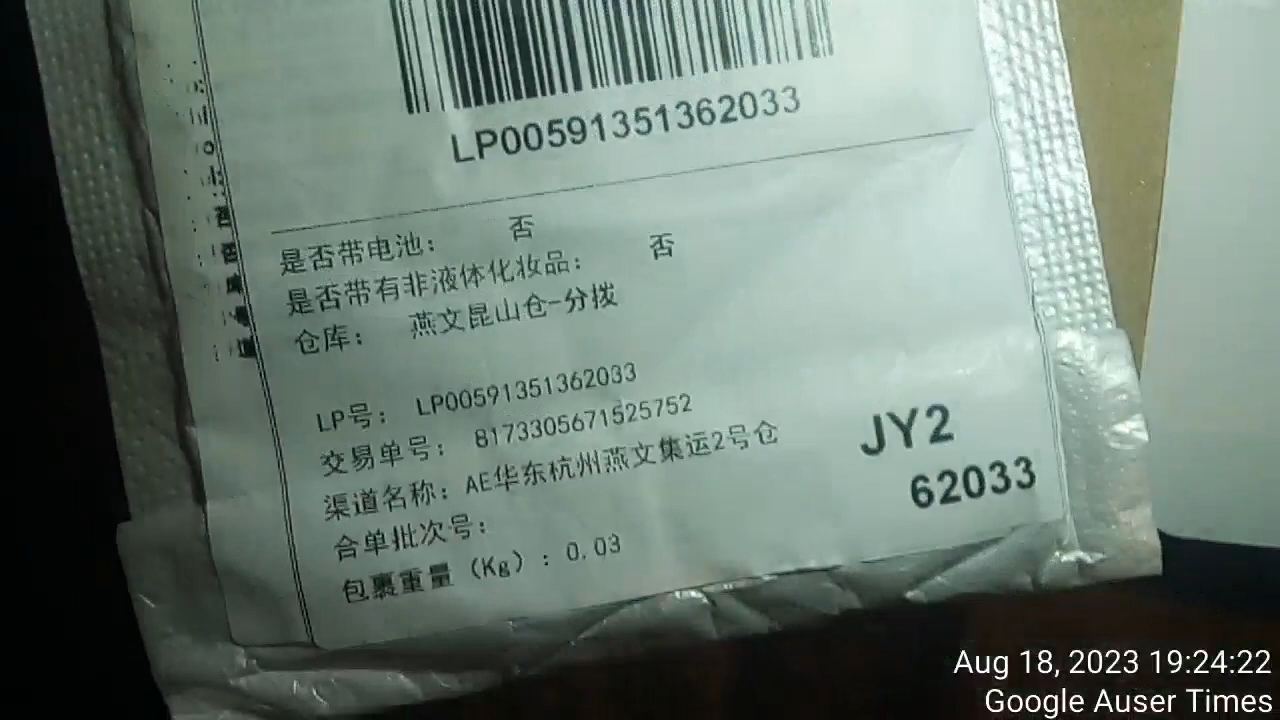 LP00591351362033
是否带电池： 否
是否带有非液体化妆品： 否
仓库： 燕文昆山仓-分拨
LP号： LP00591351362033
交易单号： 8173305671525752
渠道名称：AE华东杭州燕文集运2号仓
合单批次号：
包裹重量（Kg）：0.03
JY2
62033
Aug 18, 2023 19:24:22
Google Auser Times